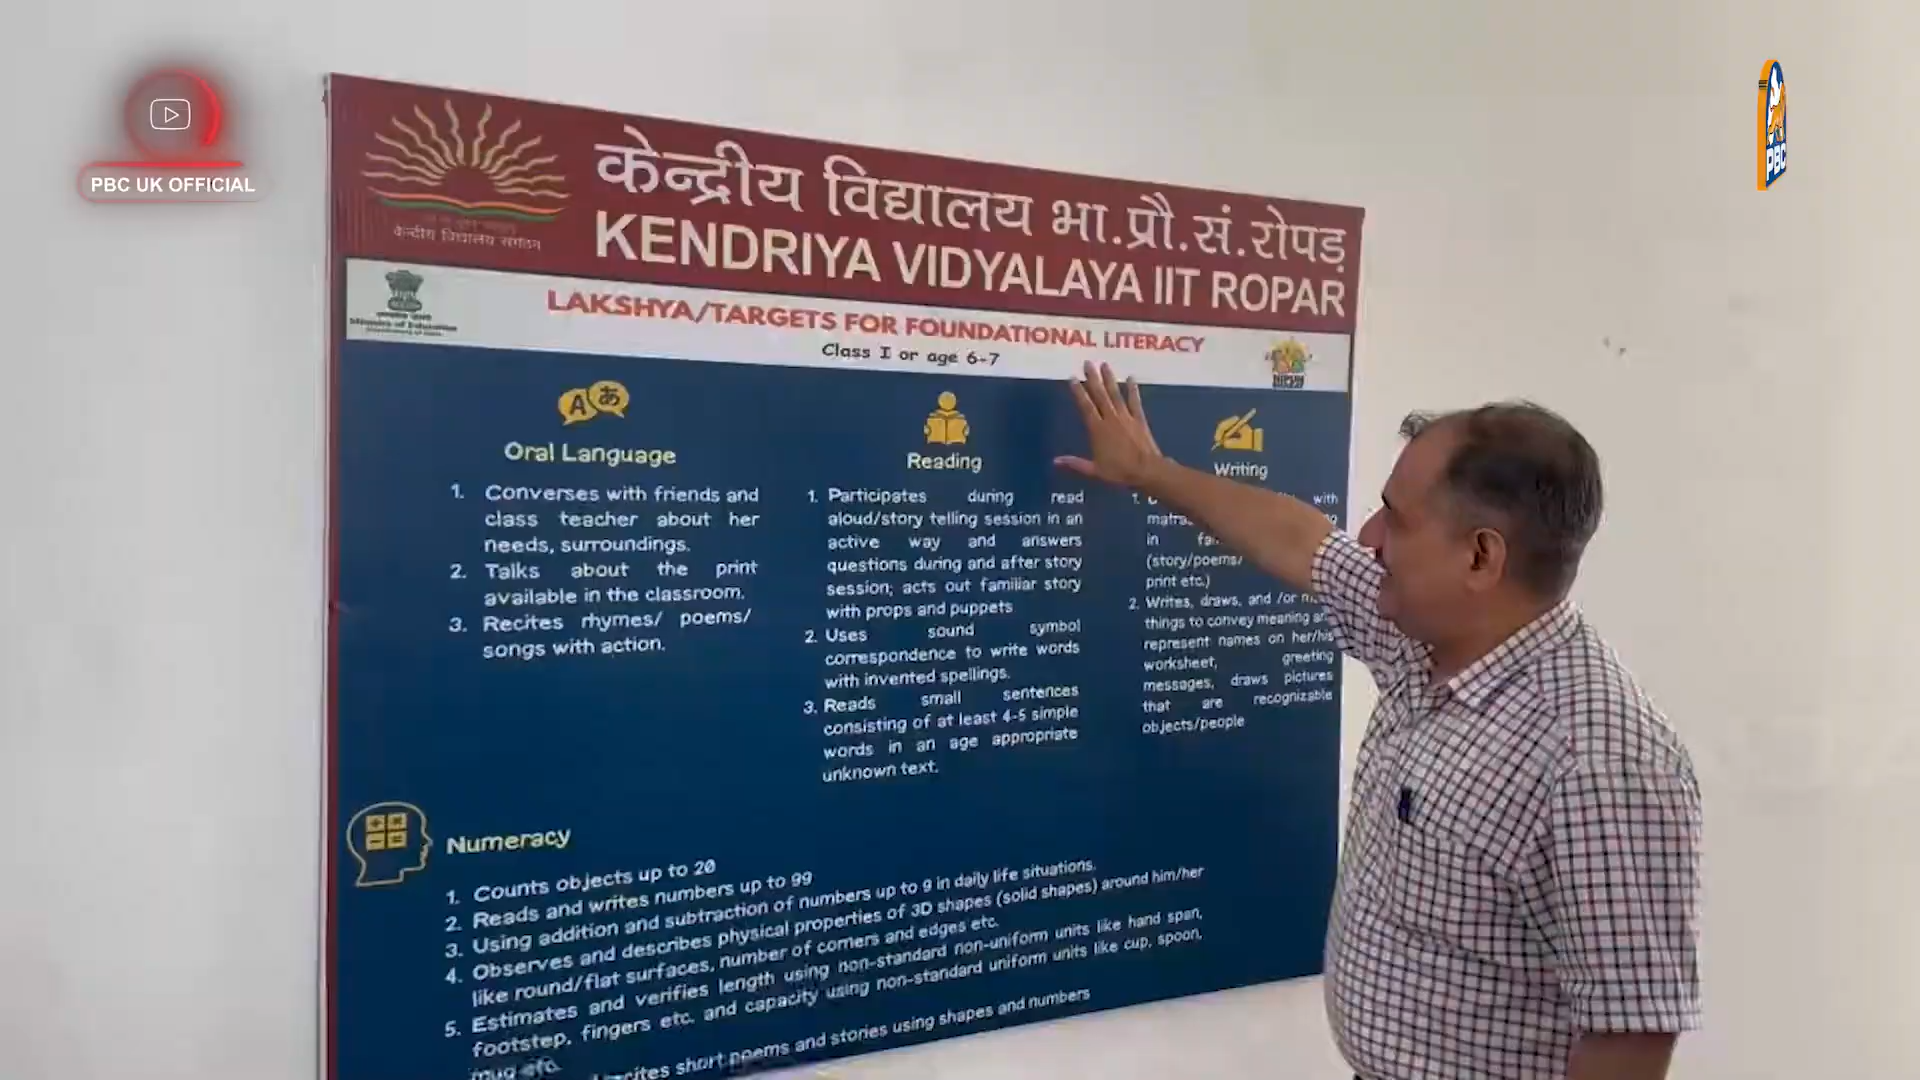 PBC UK OFFICIAL
PBC
केन्द्रीय विद्यालय भा.प्रौ.सं.रोपड़
केन्द्रीय विद्यालय संगठन
KENDRIYA VIDYALAYA IIT ROPAR
LAKSHYA/TARGETS FOR FOUNDATIONAL LITERACY
Ministry of Education
Class I or age 6-7
Oral Language
1. Converses with friends and
class teacher about her
needs, surroundings.
2. Talks about the print
available in the classroom.
3. Recites rhymes/ poems/
songs with action.
Reading
1. Participates during read
aloud/story telling session in an
active way and answers
questions during and after story
session; acts out familiar story
with props and puppets
2. Uses sound symbol
correspondence to write words
with invented spellings.
3. Reads small sentences
consisting of at least 4-5 simple
words in an age appropriate
unknown text.
Writing
1. with
in
(story/poems/
print etc.)
2. Writes, draws, and /or
things to convey meaning
represent names on her/his
worksheet, greeting
messages, draws pictures
that are recognizable
objects/people
Numeracy
1. Counts objects up to 20
2. Reads and writes numbers up to 99
3. Using addition and subtraction of numbers up to 9 in daily life situations.
4. Observes and describes physical properties of 3D shapes (solid shapes) around him/her
like round/flat surfaces, number of corners and edges etc.
5. Estimates and verifies length using non-standard non-uniform units like hand span,
footstep, fingers etc. and capacity using non-standard uniform units like cup, spoon,
mug etc.
short poems and stories using shapes and numbers